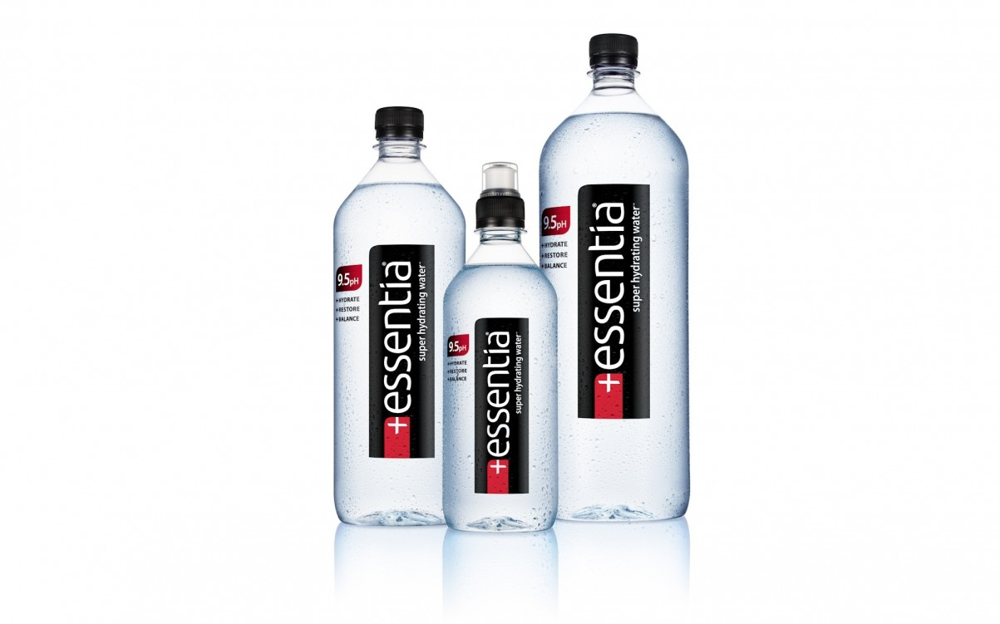 9.5pH
+HYDRATE
+RESTORE
+BALANCE
+essentia®
super hydrating water™
9.5pH
+HYDRATE
+RESTORE
+BALANCE
+essentia®
super hydrating water™
9.5pH
+HYDRATE
+RESTORE
+BALANCE
+essentia®
super hydrating water™